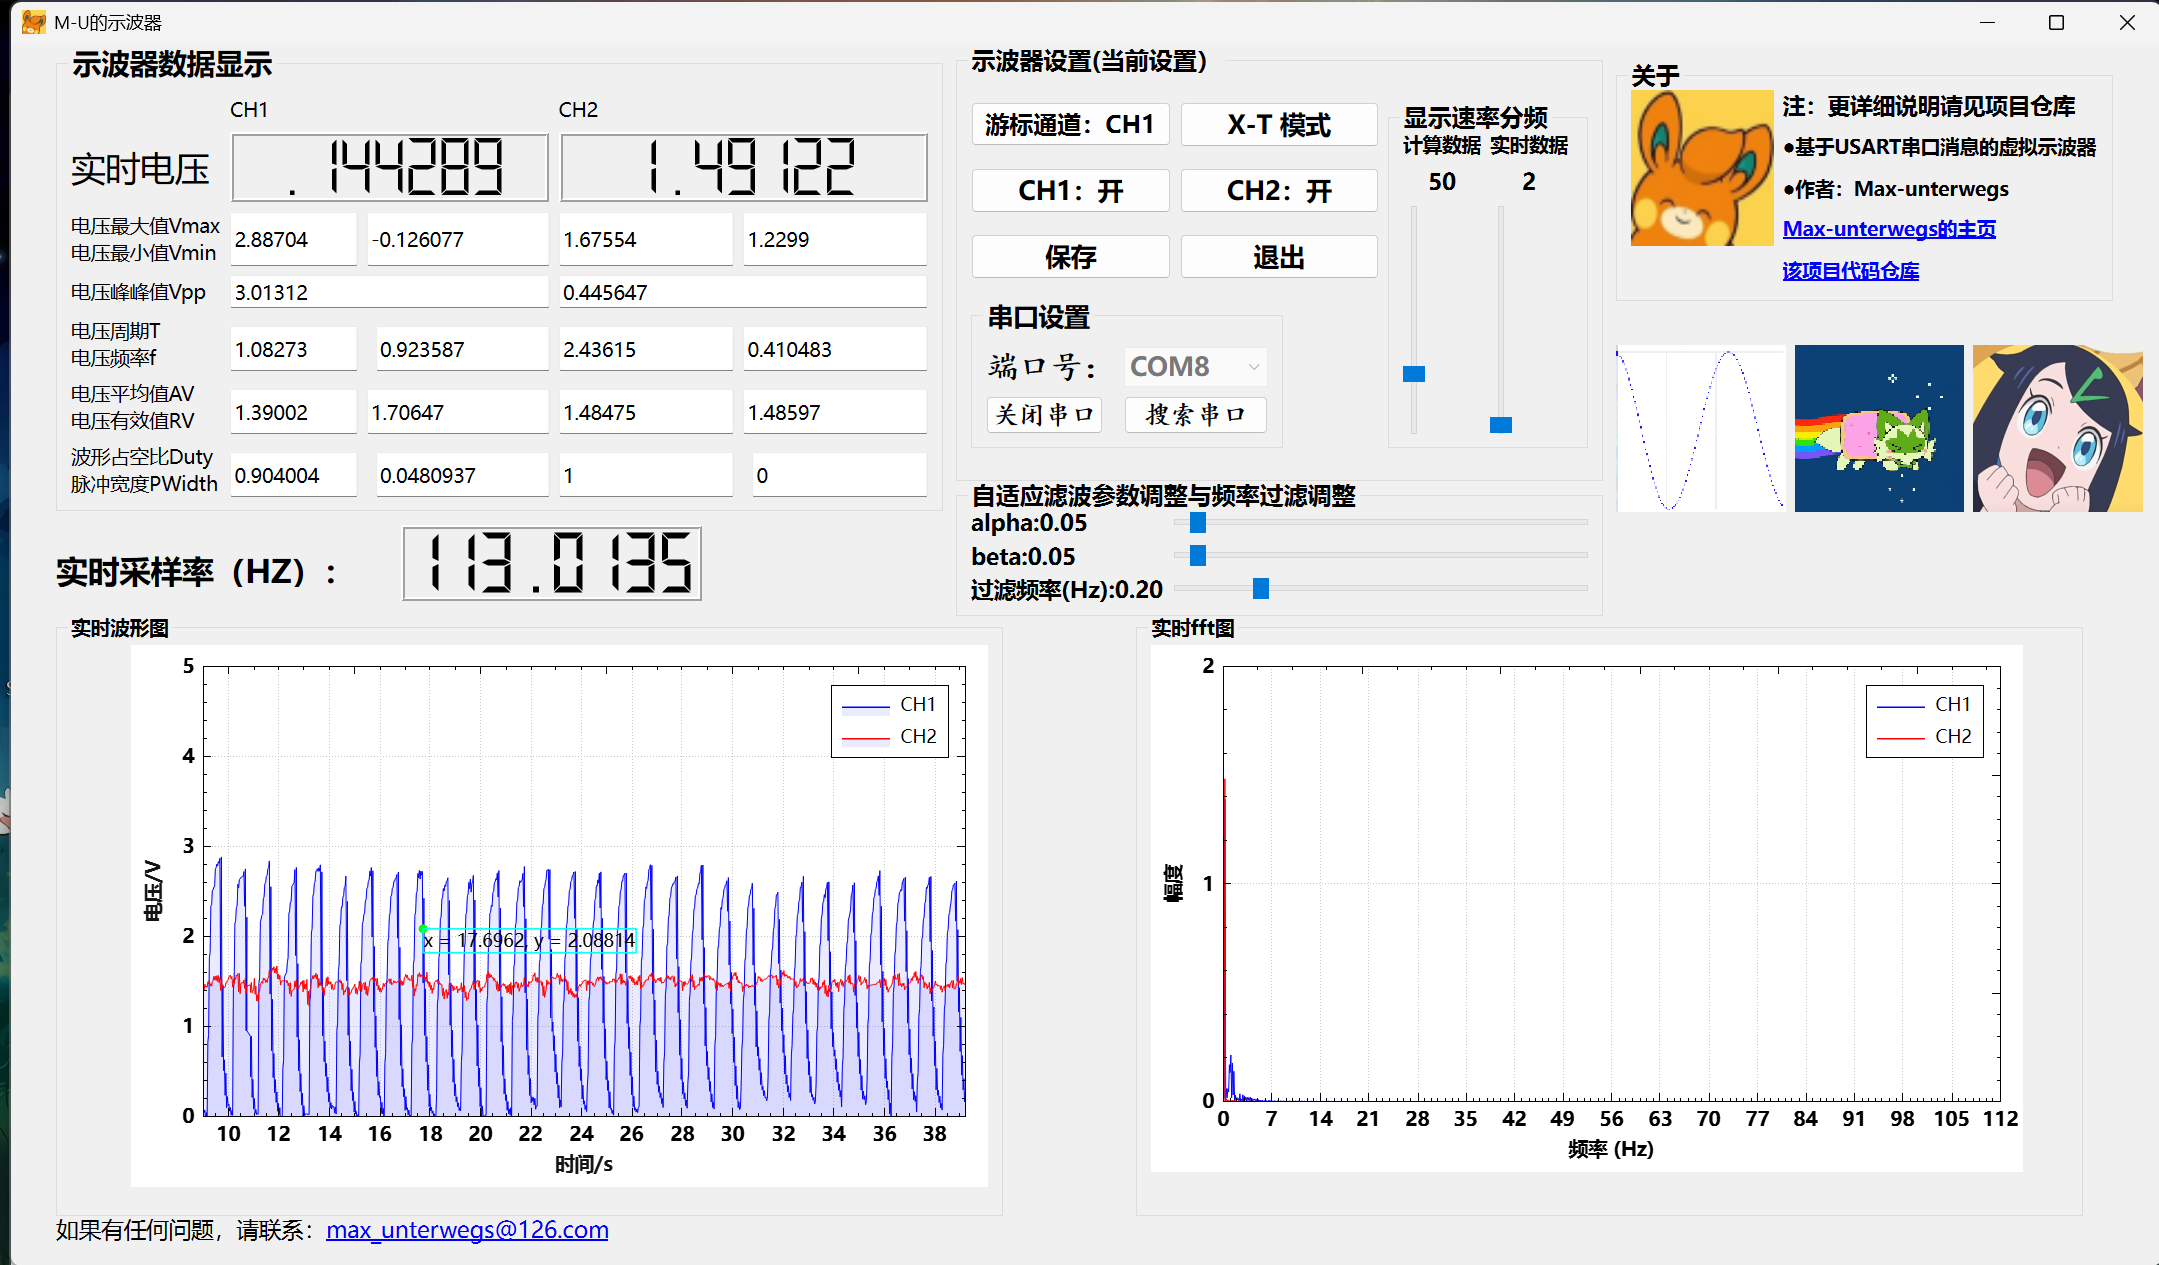 M-U的示波器
示波器数据显示
CH1
CH2
实时电压
.144289
1.49122
电压最大值Vmax
电压最小值Vmin
2.88704
-0.126077
1.67554
1.2299
电压峰峰值Vpp
3.01312
0.445647
电压周期T
电压频率f
1.08273
0.923587
2.43615
0.410483
电压平均值AV
电压有效值RV
1.39002
1.70647
1.48475
1.48597
波形占空比Duty
脉冲宽度PWidth
0.904004
0.0480937
1
0
实时采样率（HZ）：
113.0135
示波器设置(当前设置)
游标通道：CH1
X-T 模式
CH1：开
CH2：开
保存
退出
串口设置
端口号：
COM8
关闭串口
搜索串口
显示速率分频
计算数据 实时数据
50
2
自适应滤波参数调整与频率过滤调整
alpha:0.05
beta:0.05
过滤频率(Hz):0.20
关于
注：更详细说明请见项目仓库
●基于USART串口消息的虚拟示波器
●作者：Max-unterwegs
Max-unterwegs的主页
该项目代码仓库
实时波形图
5
4
3
2
1
0
电压/V
CH1
CH2
x = 17.6962, y = 2.08814
10 12 14 16 18 20 22 24 26 28 30 32 34 36 38
时间/s
实时fft图
2
1
0
幅度
CH1
CH2
0 7 14 21 28 35 42 49 56 63 70 77 84 91 98 105 112
频率 (Hz)
如果有任何问题，请联系：max_unterwegs@126.com